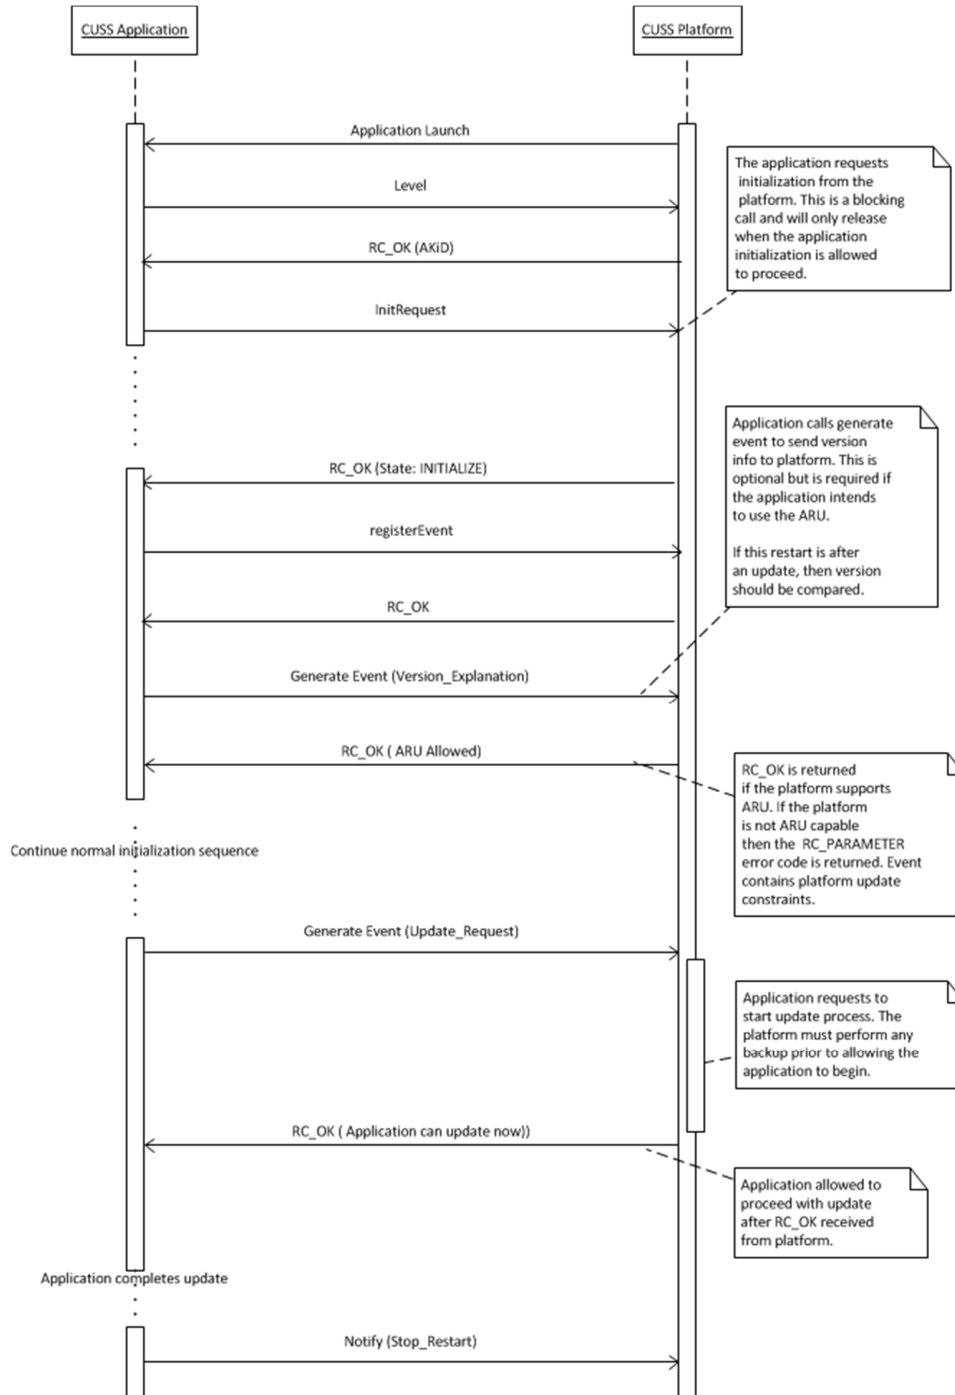 CUSS Application
CUSS Platform
Application Launch
Level
RC_OK (AKiD)
InitRequest
The application requests
initialization from the
platform. This is a blocking
call and will only release
when the application
initialization is allowed
to proceed.
RC_OK (State: INITIALIZE)
registerEvent
RC_OK
Generate Event (Version_Explanation)
Application calls generate
event to send version
info to platform. This is
optional but is required if
the application intends
to use the ARU.
If this restart is after
an update, then version
should be compared.
RC_OK ( ARU Allowed)
RC_OK is returned
if the platform supports
ARU. If the platform
is not ARU capable
then the RC_PARAMETER
error code is returned. Event
contains platform update
constraints.
Continue normal initialization sequence
Generate Event (Update_Request)
Application requests to
start update process. The
platform must perform any
backup prior to allowing the
application to begin.
RC_OK ( Application can update now))
Application allowed to
proceed with update
after RC_OK received
from platform.
Application completes update
Notify (Stop_Restart)